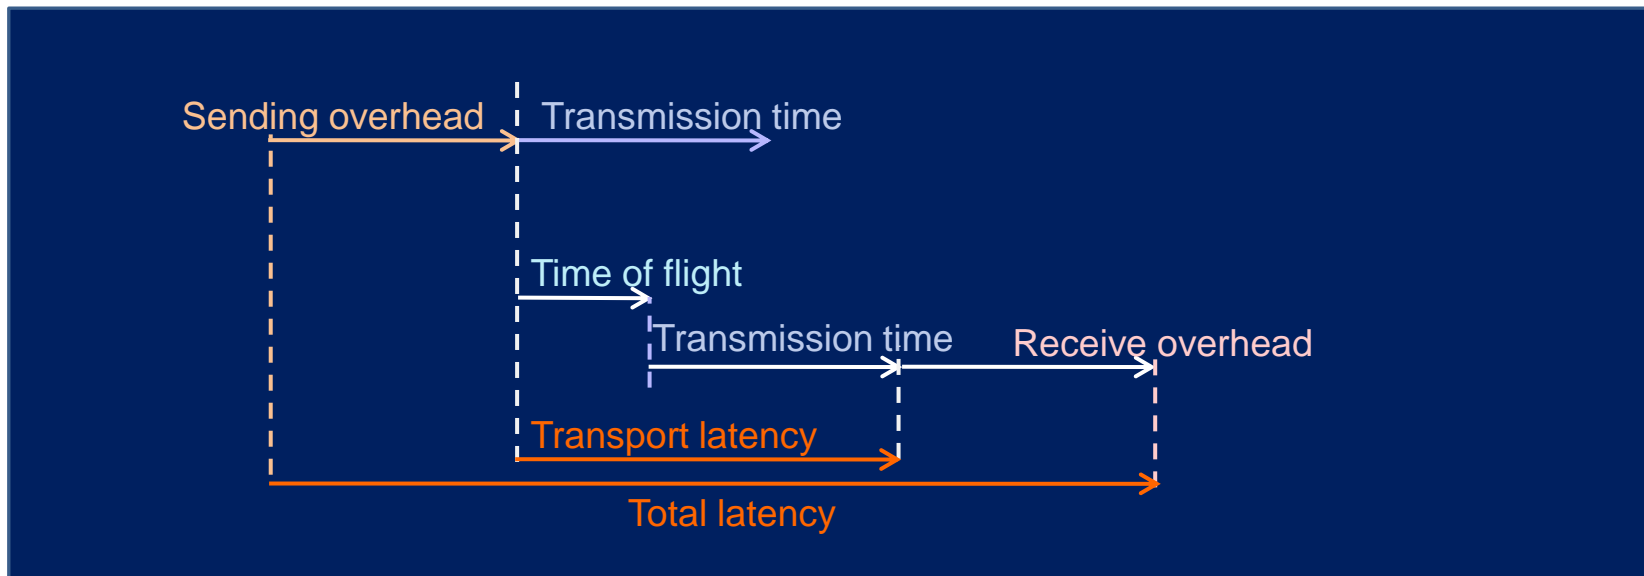 Sending overhead
Transmission time
Time of flight
Transmission time
Receive overhead
Transport latency
Total latency